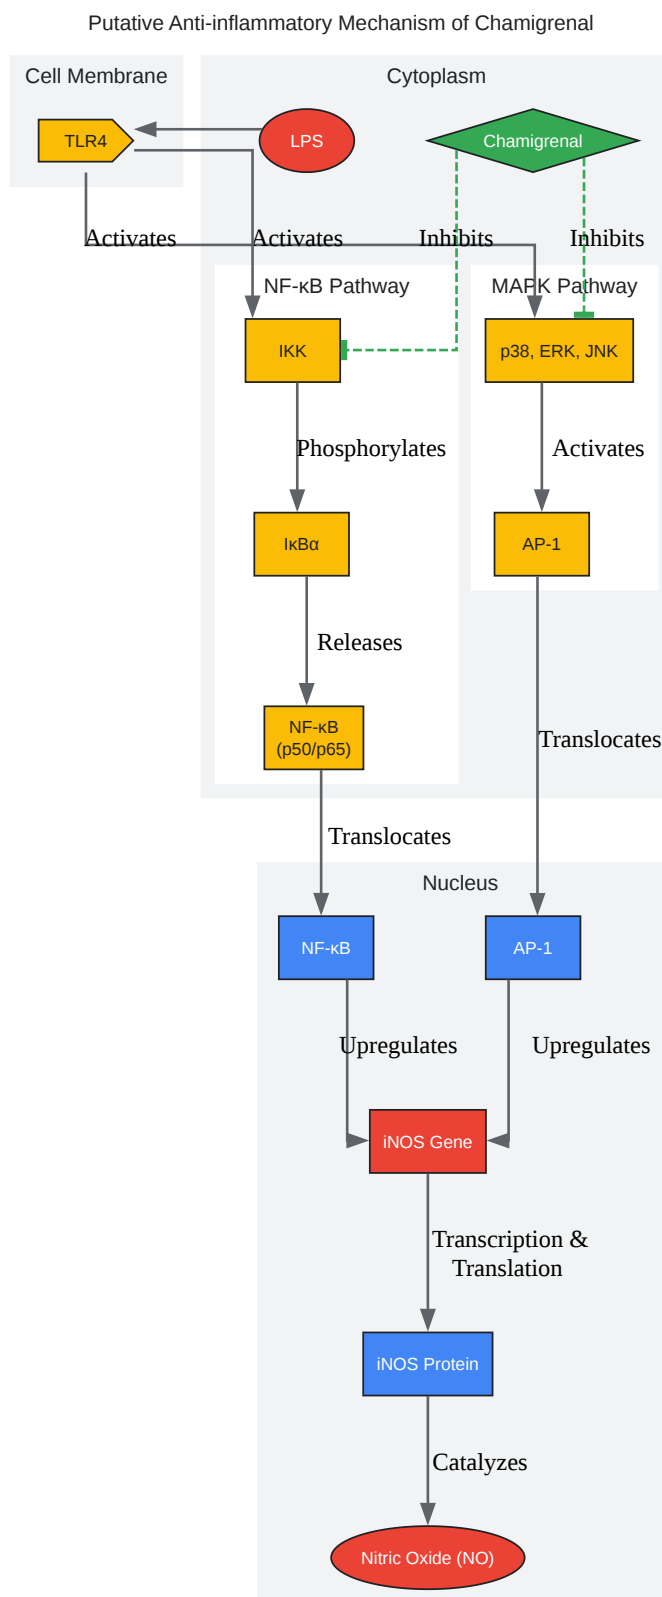 Putative Anti-inflammatory Mechanism of Chamigrenal
Cell Membrane
Cytoplasm
TLR4
LPS
Chamigrenal
Activates
Activates
Inhibits
Inhibits
NF-κB Pathway
MAPK Pathway
IKK
p38, ERK, JNK
Phosphorylates
Activates
IκBα
AP-1
Releases
NF-κB
(p50/p65)
Translocates
Translocates
Nucleus
NF-κB
AP-1
Upregulates
Upregulates
iNOS Gene
Transcription &
Translation
iNOS Protein
Catalyzes
Nitric Oxide (NO)